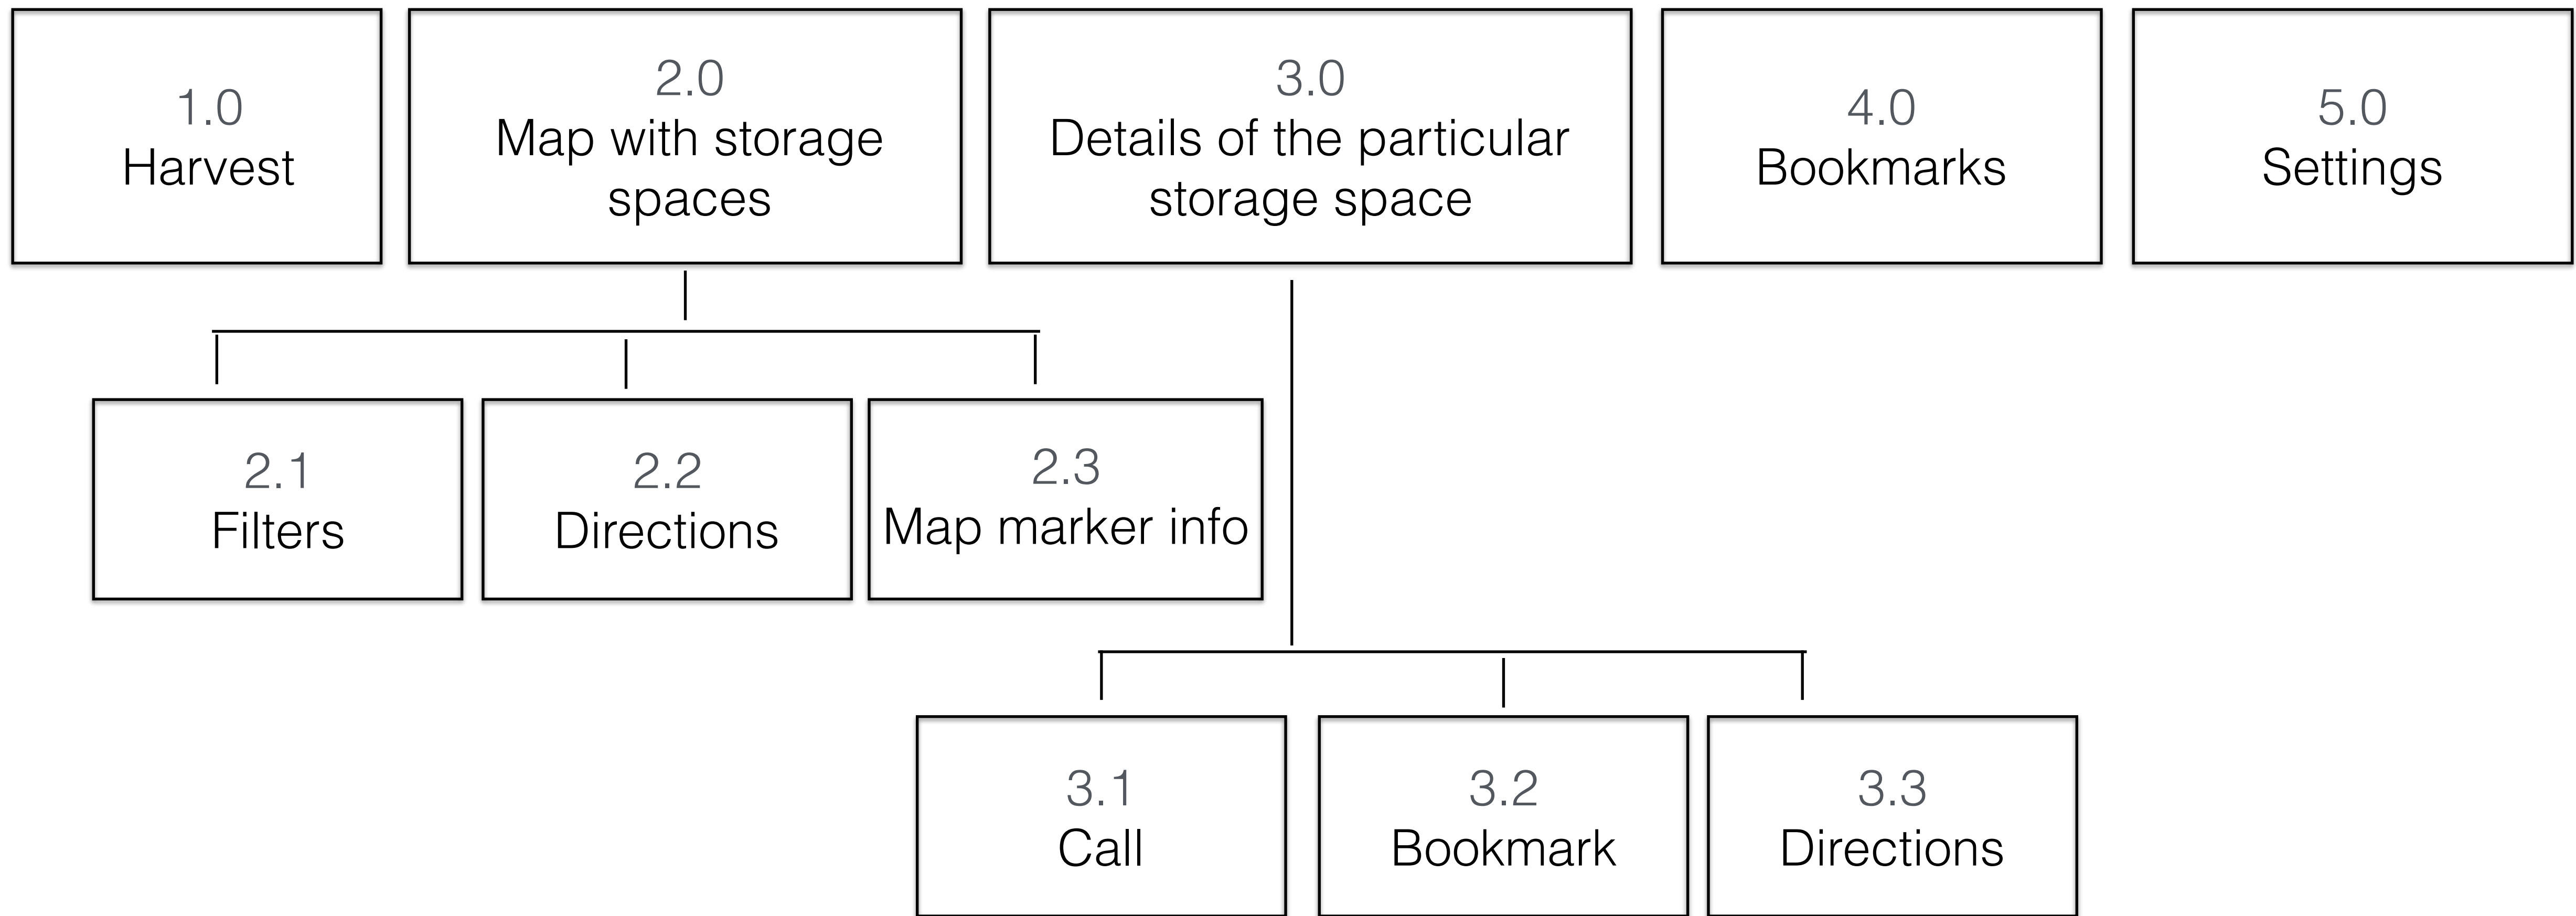 1.0
Harvest
2.0
Map with storage
spaces
3.0
Details of the particular
storage space
4.0
Bookmarks
5.0
Settings
2.1
Filters
2.2
Directions
2.3
Map marker info
3.1
Call
3.2
Bookmark
3.3
Directions